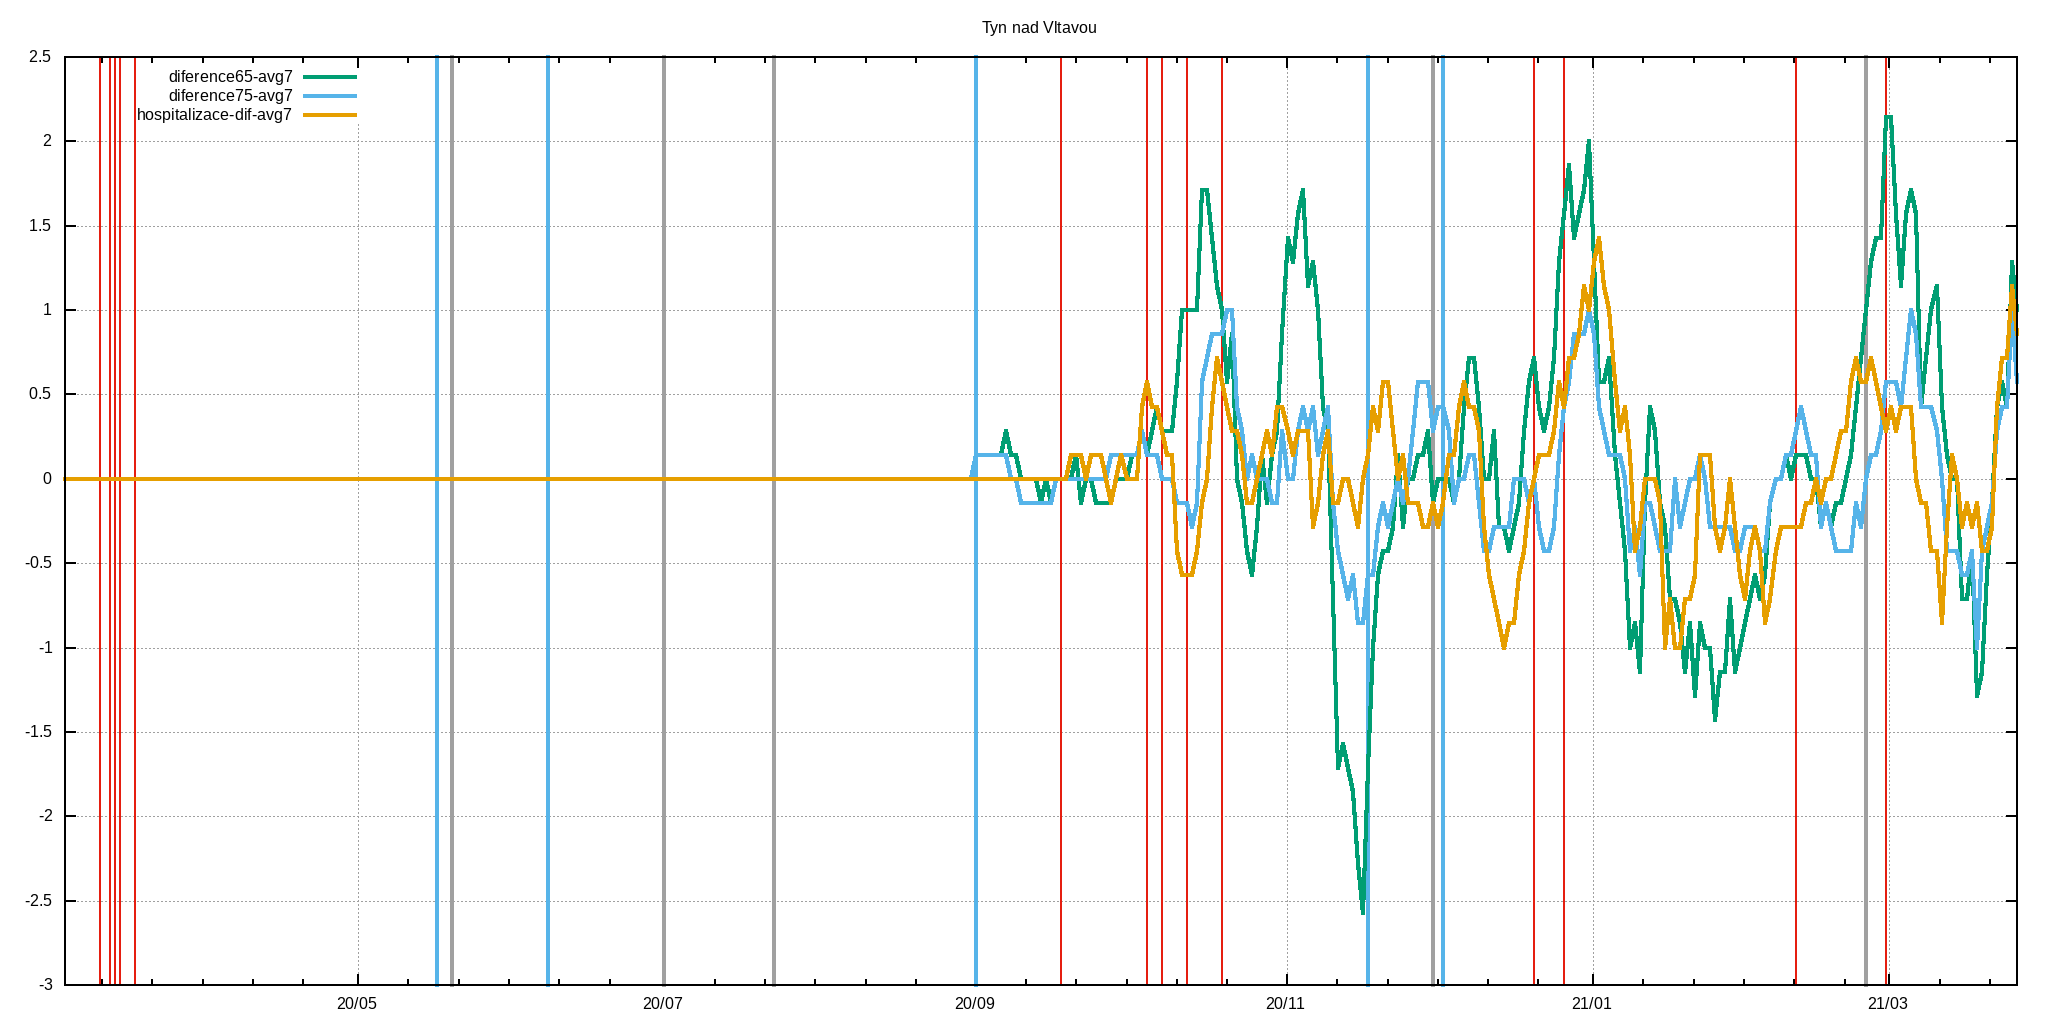 Tyn nad Vltavou
2.5
diference65-avg7
diference75-avg7
hospitalizace-dif-avg7
2
1.5
1
0.5
0
-0.5
-1
-1.5
-2
-2.5
-3
20/05 20/07 20/09 20/11 21/01 21/03